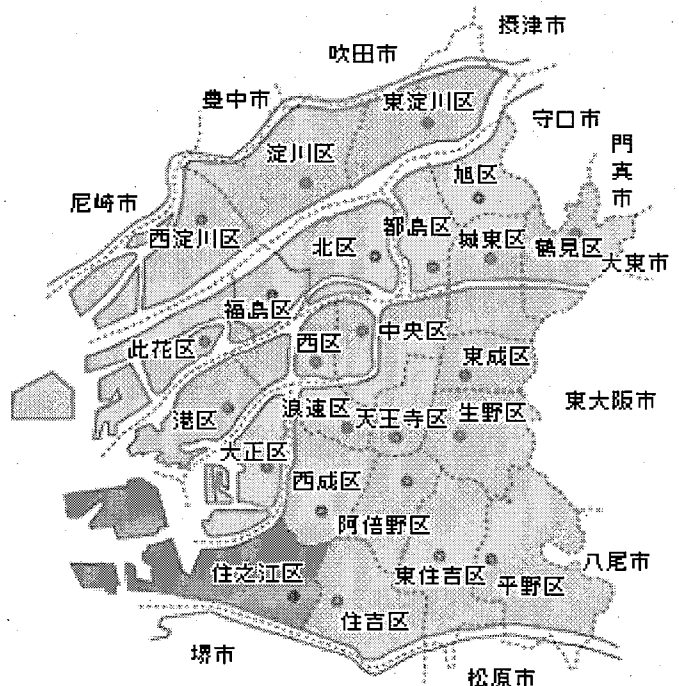 摂津市
吹田市
豊中市
東淀川区
守口市
淀川区
門真市
旭区
尼崎市
都島区
西淀川区
北区
城東区
鶴見区
大東市
福島区
此花区
西区
中央区
東成区
東大阪市
港区
浪速区
天王寺区
生野区
大正区
西成区
阿倍野区
八尾市
住之江区
東住吉区
平野区
住吉区
堺市
松原市